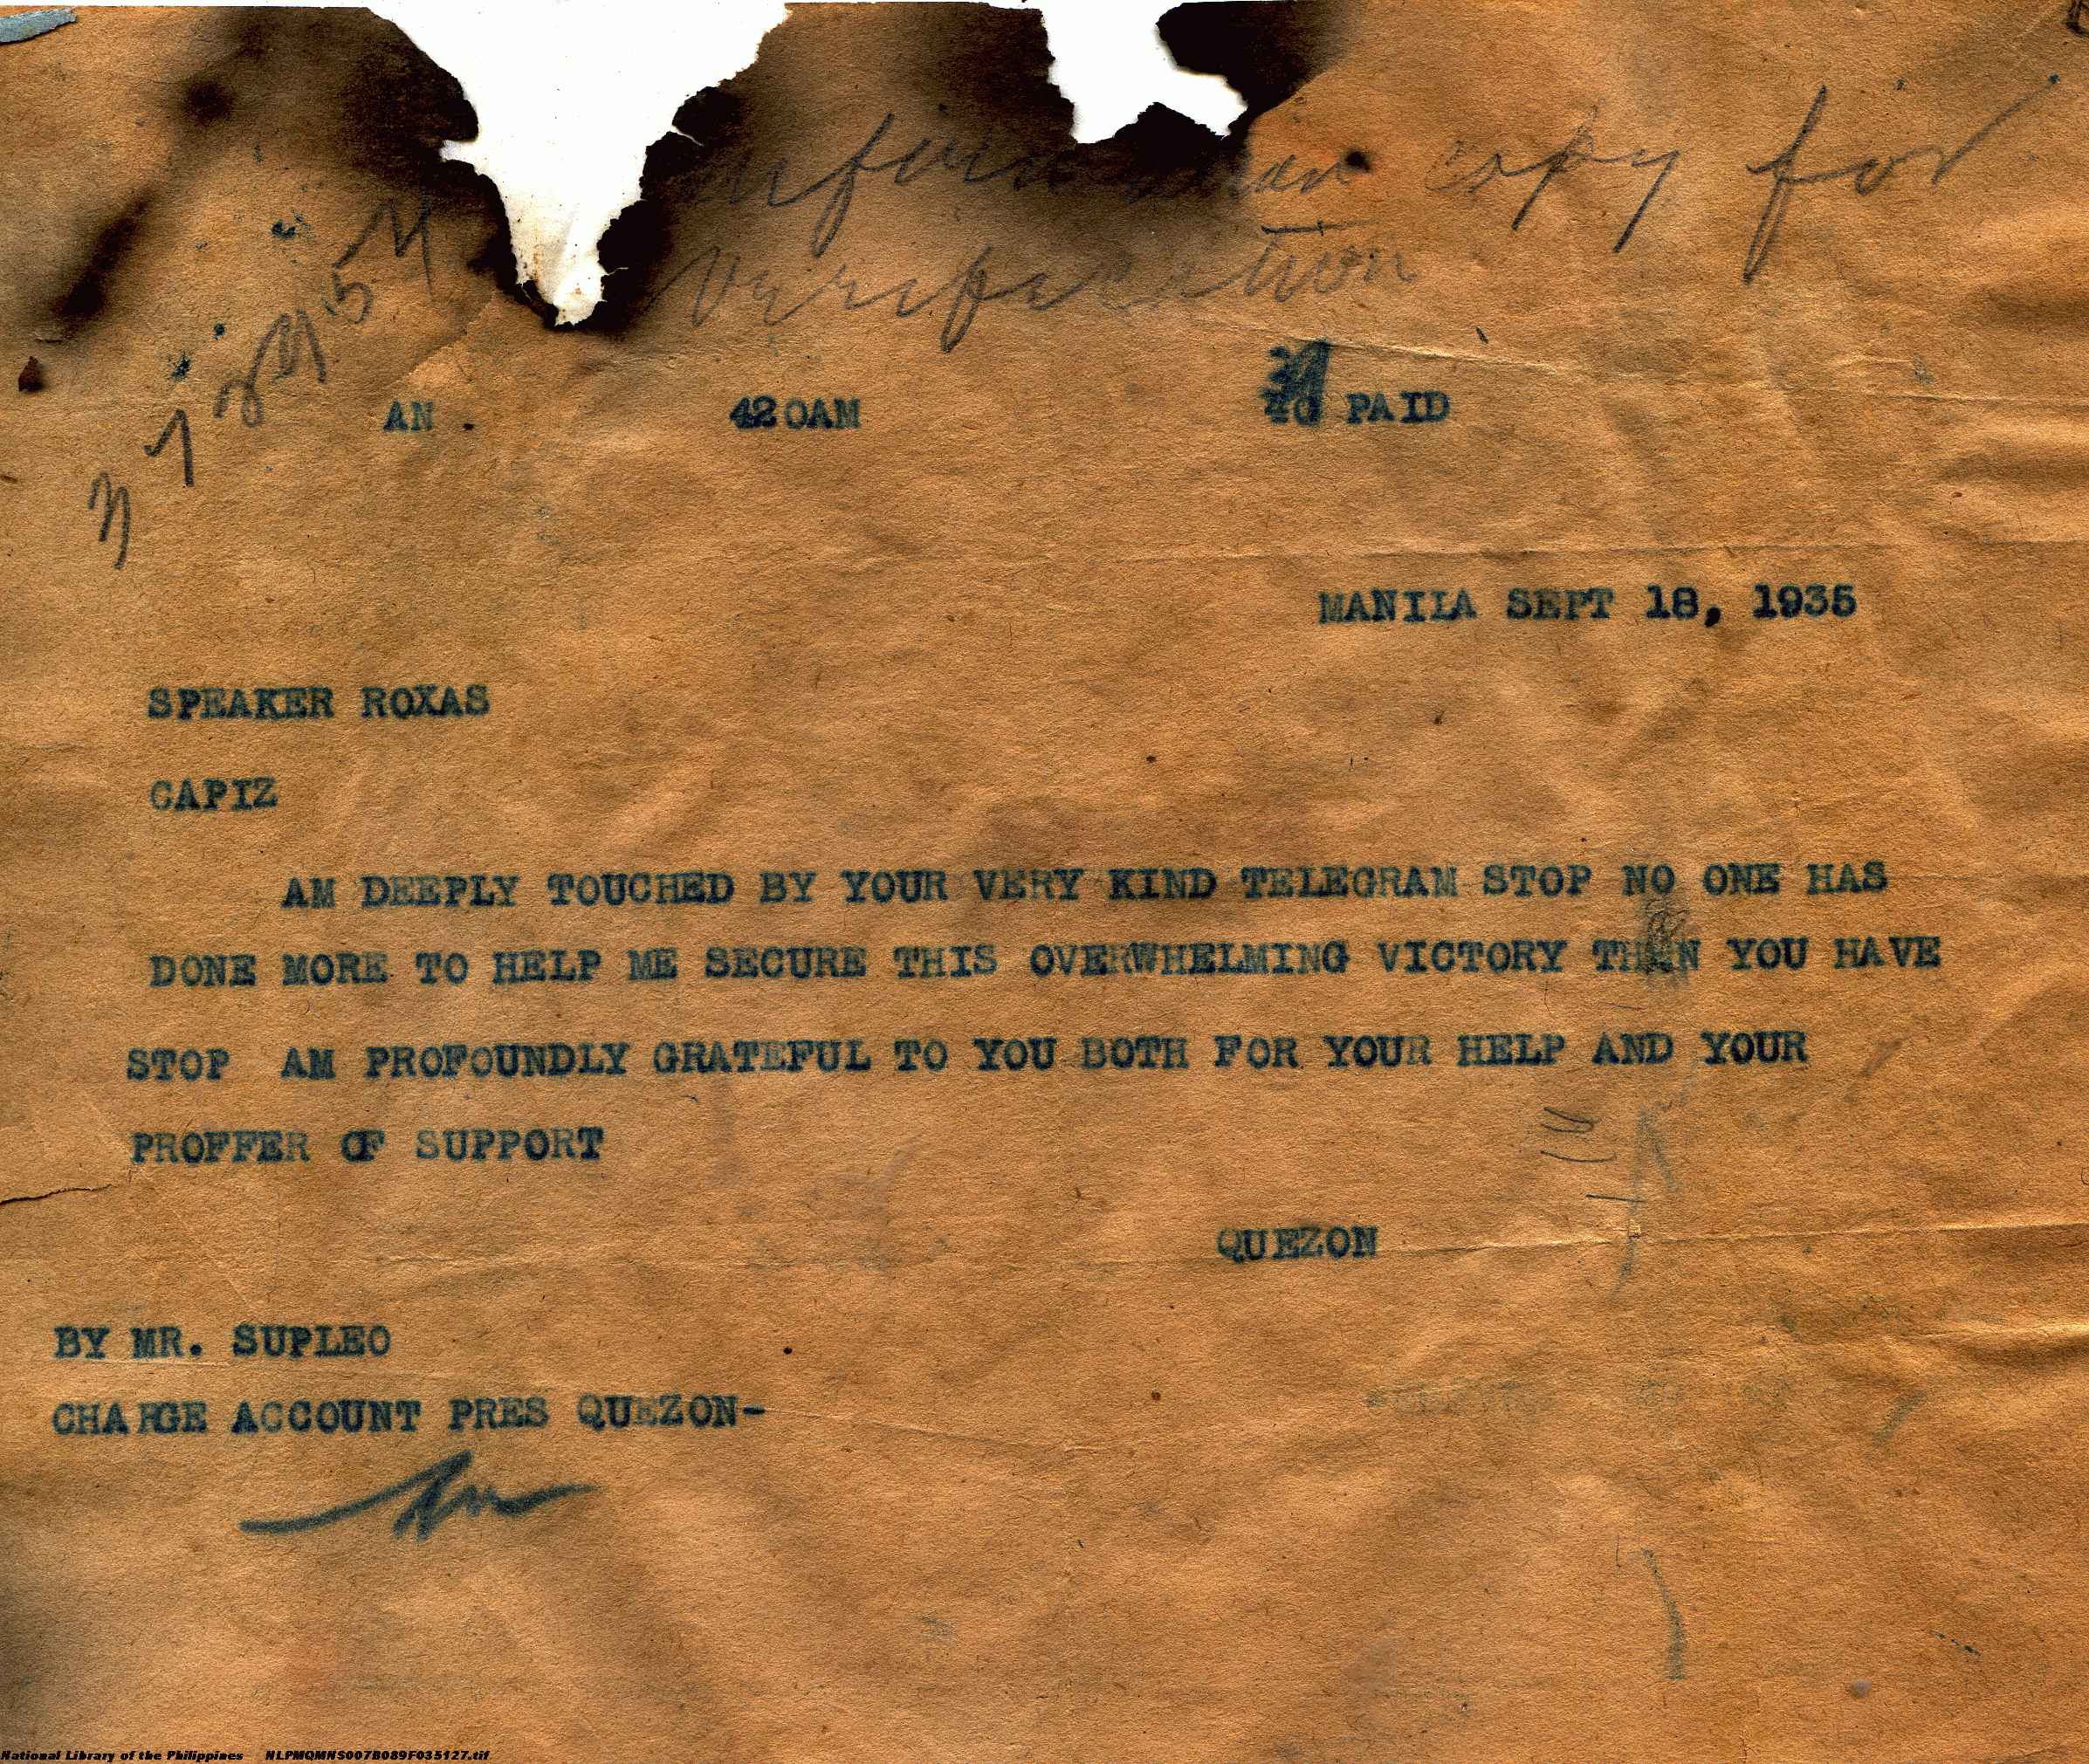 copy for
verification
AN . 420AM PAID
MANILA SEPT 18, 1935
SPEAKER ROXAS
CAPIZ
AM DEEPLY TOUCHED BY YOUR VERY KIND TELEGRAM STOP NO ONE HAS
DONE MORE TO HELP ME SECURE THIS OVERWHELMING VICTORY THAN YOU HAVE
STOP AM PROFOUNDLY GRATEFUL TO YOU BOTH FOR YOUR HELP AND YOUR
PROFFER OF SUPPORT
QUEZON
BY MR. SUPLEO
CHARGE ACCOUNT PRES QUEZON-
National Library of the Philippines NLPMQMNS007B089F035127.tif